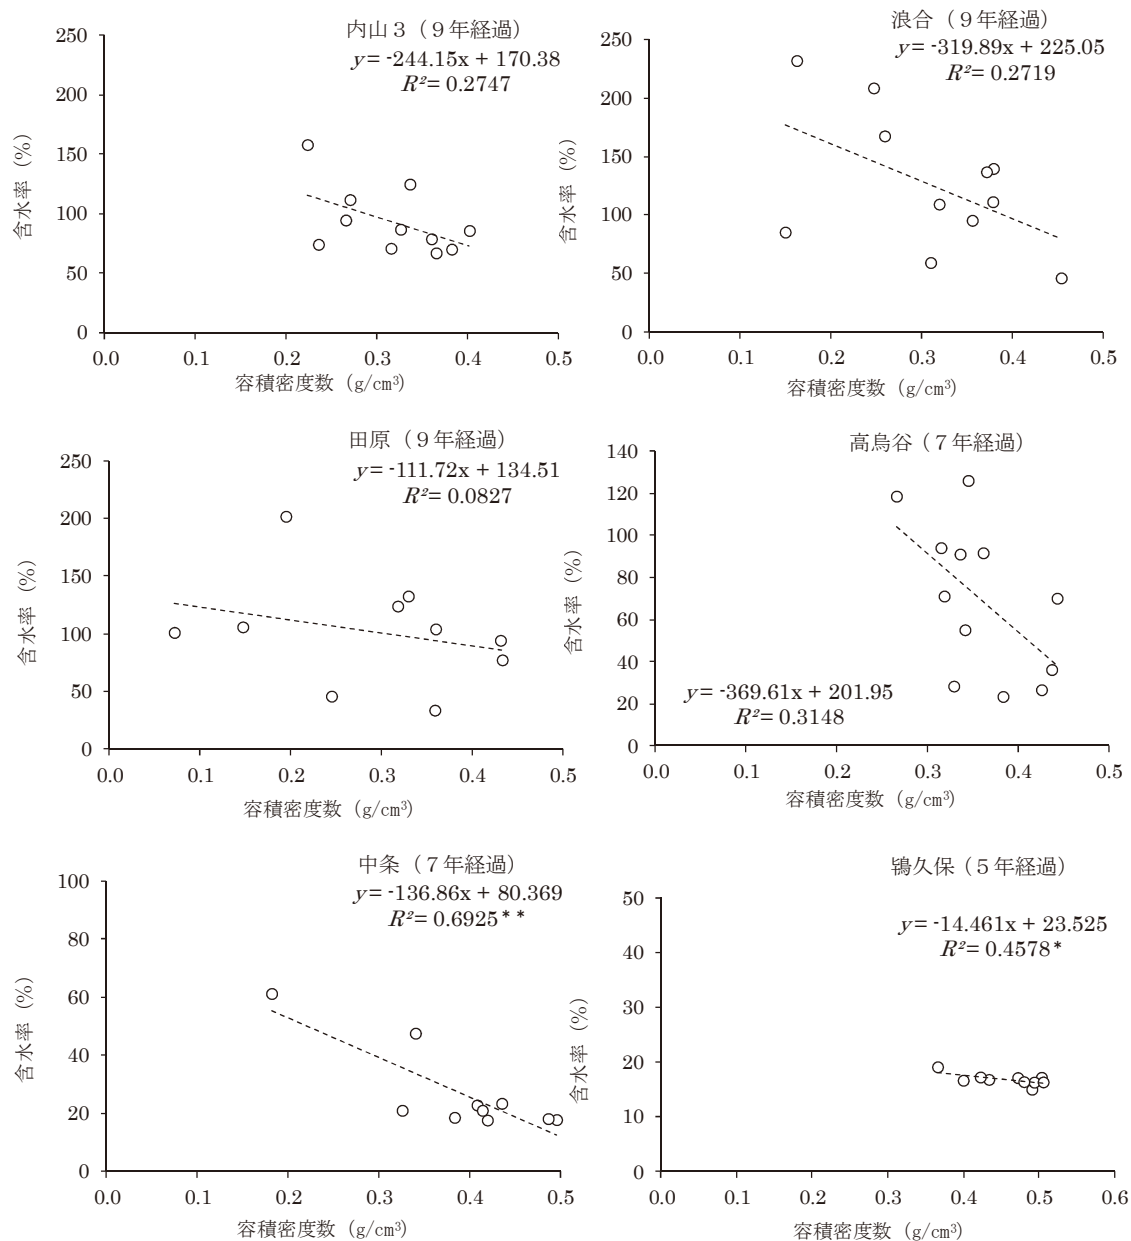 内山３（９年経過）
y = -244.15x + 170.38
R² = 0.2747
250
200
150
100
50
0
含水率（%）
0.0 0.1 0.2 0.3 0.4 0.5
容積密度数（g/cm³）
浪合（９年経過）
y = -319.89x + 225.05
R² = 0.2719
250
200
150
100
50
0
含水率（%）
0.0 0.1 0.2 0.3 0.4 0.5
容積密度数（g/cm³）
田原（９年経過）
y = -111.72x + 134.51
R² = 0.0827
250
200
150
100
50
0
含水率（%）
0.0 0.1 0.2 0.3 0.4 0.5
容積密度数（g/cm³）
高烏谷（７年経過）
140
120
100
80
60
40
20
0
y = -369.61x + 201.95
R² = 0.3148
含水率（%）
0.0 0.1 0.2 0.3 0.4 0.5
容積密度数（g/cm³）
中条（７年経過）
y = -136.86x + 80.369
R² = 0.6925**
100
80
60
40
20
0
含水率（%）
0.0 0.1 0.2 0.3 0.4 0.5
容積密度数（g/cm³）
鴇久保（５年経過）
y = -14.461x + 23.525
R² = 0.4578*
50
40
30
20
10
0
含水率（%）
0.0 0.1 0.2 0.3 0.4 0.5 0.6
容積密度数（g/cm³）